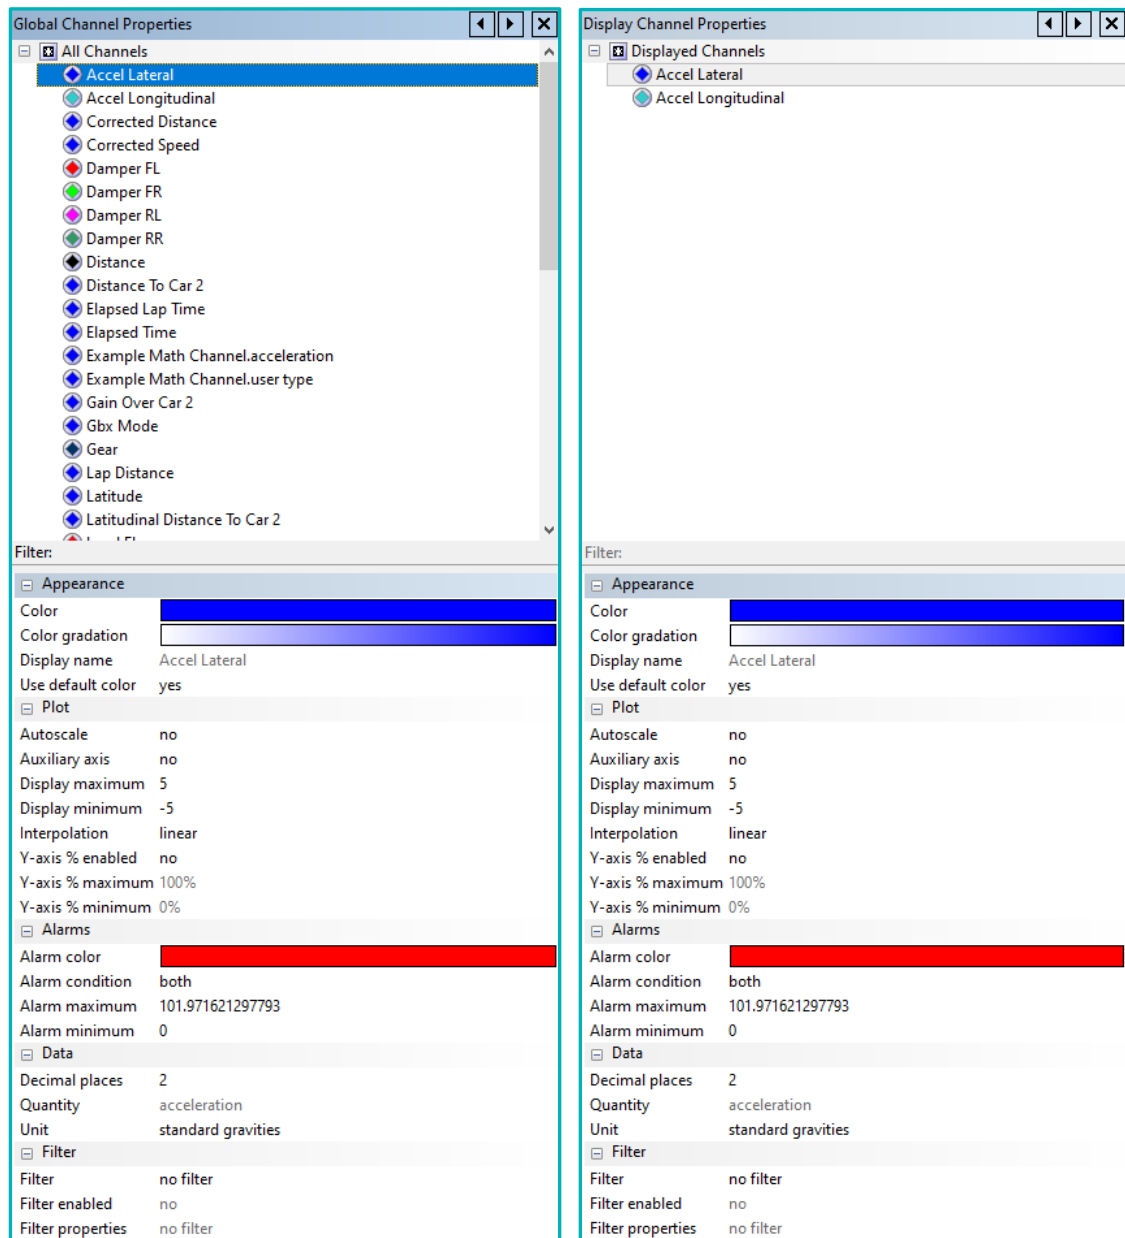 Global Channel Properties
All Channels
Accel Lateral
Accel Longitudinal
Corrected Distance
Corrected Speed
Damper FL
Damper FR
Damper RL
Damper RR
Distance
Distance To Car 2
Elapsed Lap Time
Elapsed Time
Example Math Channel.acceleration
Example Math Channel.user type
Gain Over Car 2
Gbx Mode
Gear
Lap Distance
Latitude
Latitudinal Distance To Car 2
Filter:
Appearance
Color
Color gradation
Display name Accel Lateral
Use default color yes
Plot
Autoscale no
Auxiliary axis no
Display maximum 5
Display minimum -5
Interpolation linear
Y-axis % enabled no
Y-axis % maximum 100%
Y-axis % minimum 0%
Alarms
Alarm color
Alarm condition both
Alarm maximum 101.971621297793
Alarm minimum 0
Data
Decimal places 2
Quantity acceleration
Unit standard gravities
Filter
Filter no filter
Filter enabled no
Filter properties no filter
Display Channel Properties
Displayed Channels
Accel Lateral
Accel Longitudinal
Filter:
Appearance
Color
Color gradation
Display name Accel Lateral
Use default color yes
Plot
Autoscale no
Auxiliary axis no
Display maximum 5
Display minimum -5
Interpolation linear
Y-axis % enabled no
Y-axis % maximum 100%
Y-axis % minimum 0%
Alarms
Alarm color
Alarm condition both
Alarm maximum 101.971621297793
Alarm minimum 0
Data
Decimal places 2
Quantity acceleration
Unit standard gravities
Filter
Filter no filter
Filter enabled no
Filter properties no filter